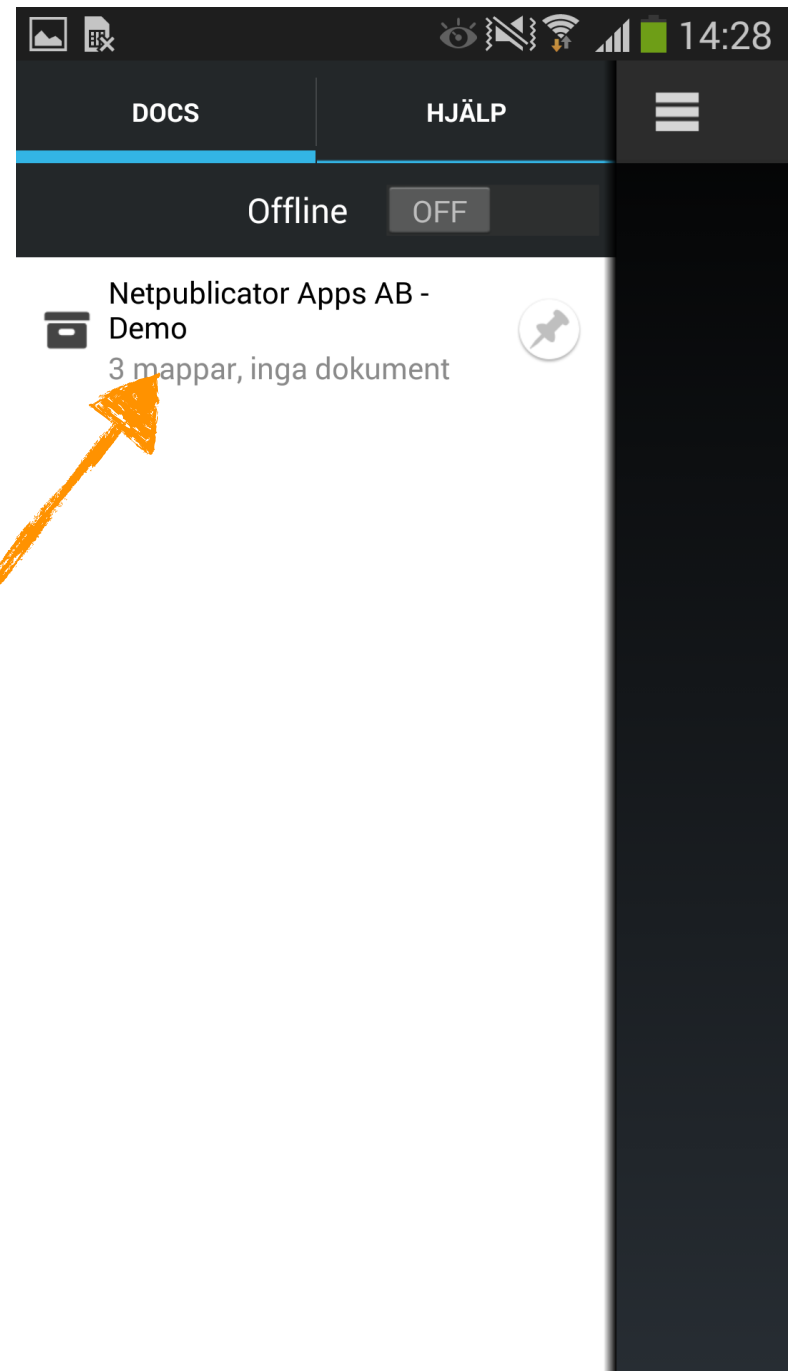 14:28
DOCS HJÄLP
Offline OFF
Netpublicator Apps AB -
Demo
3 mappar, inga dokument